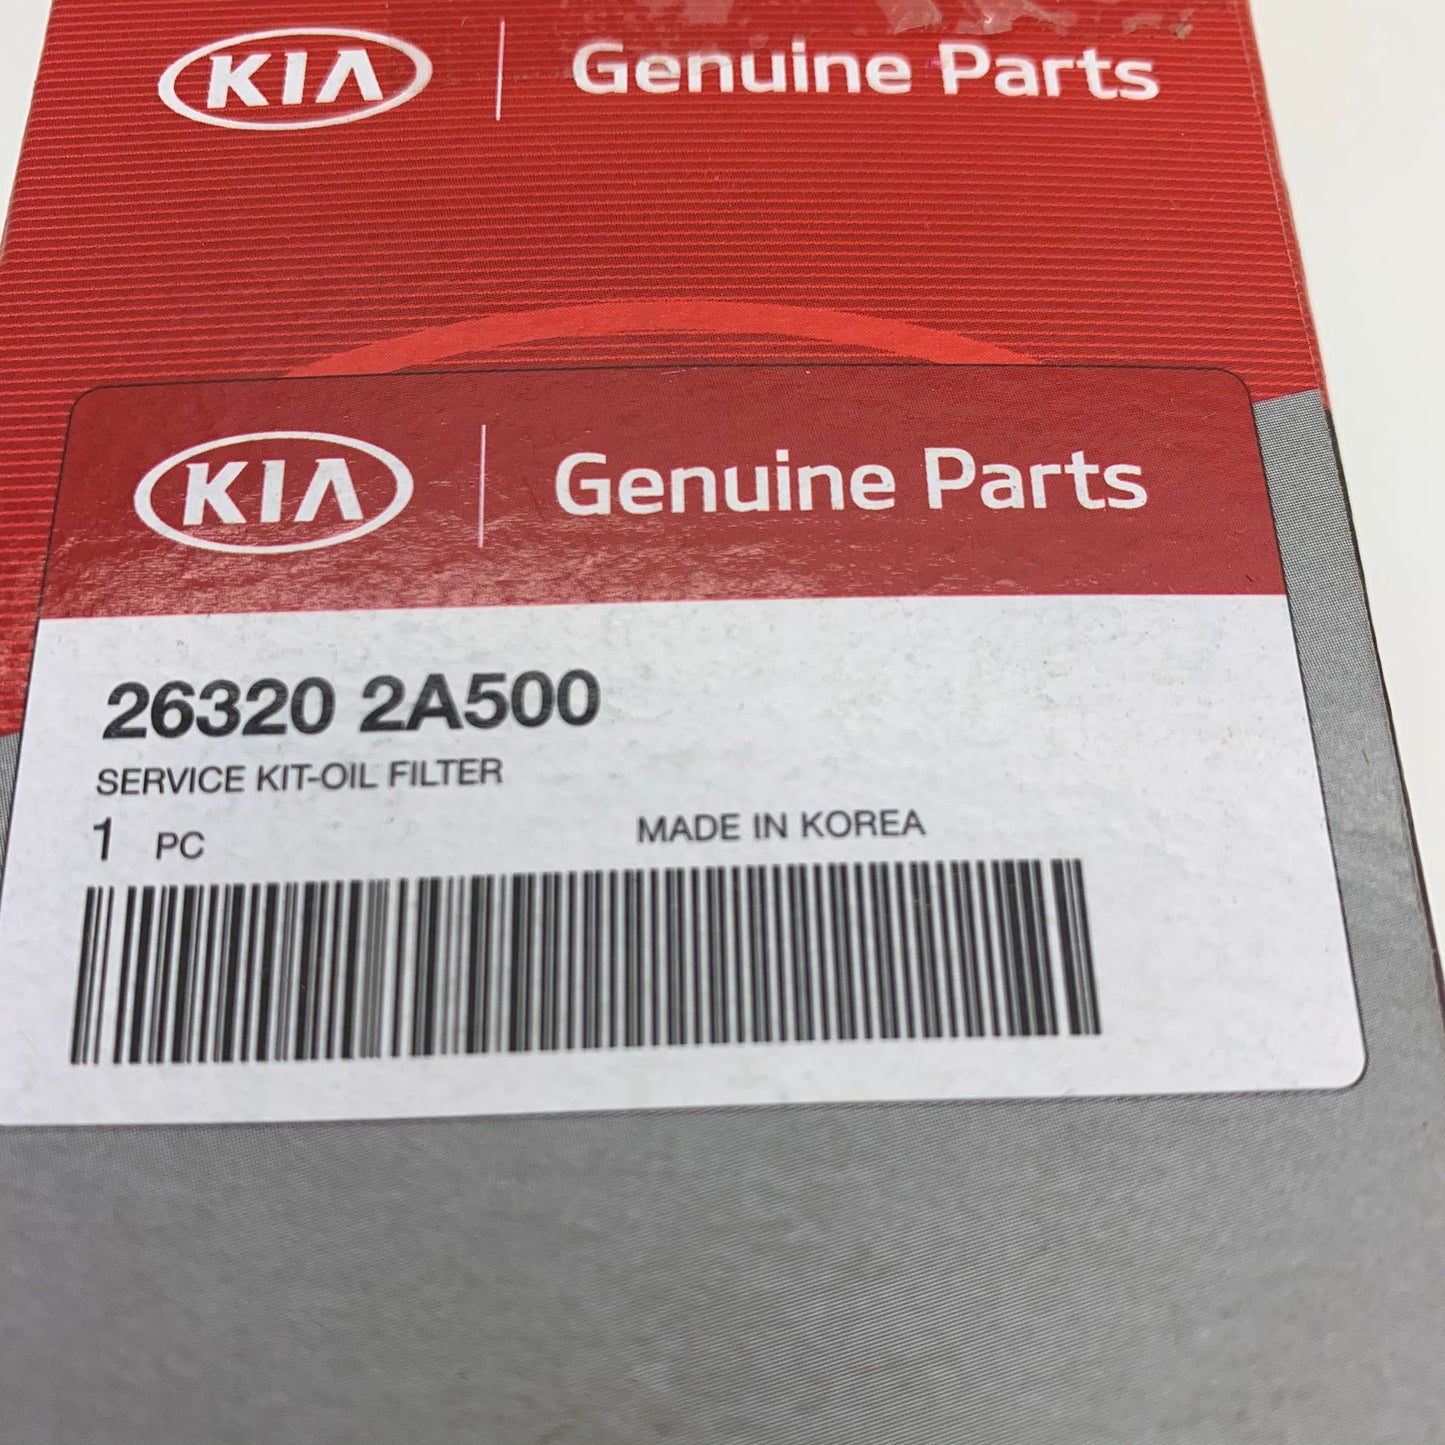 KIA Genuine Parts
KIA Genuine Parts
26320 2A500
SERVICE KIT-OIL FILTER
1 PC MADE IN KOREA